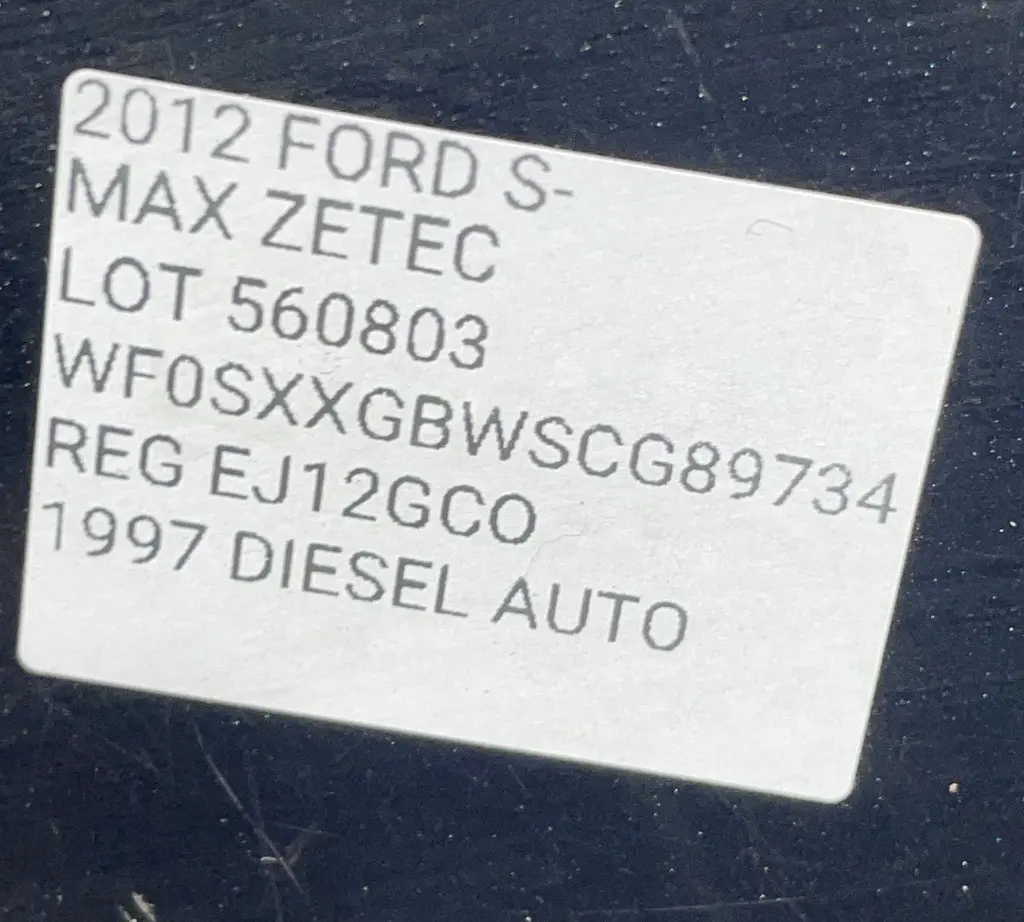 2012 FORD S-
MAX ZETEC
LOT 560803
WF0SXXGBWSCG89734
REG EJ12GCO
1997 DIESEL AUTO